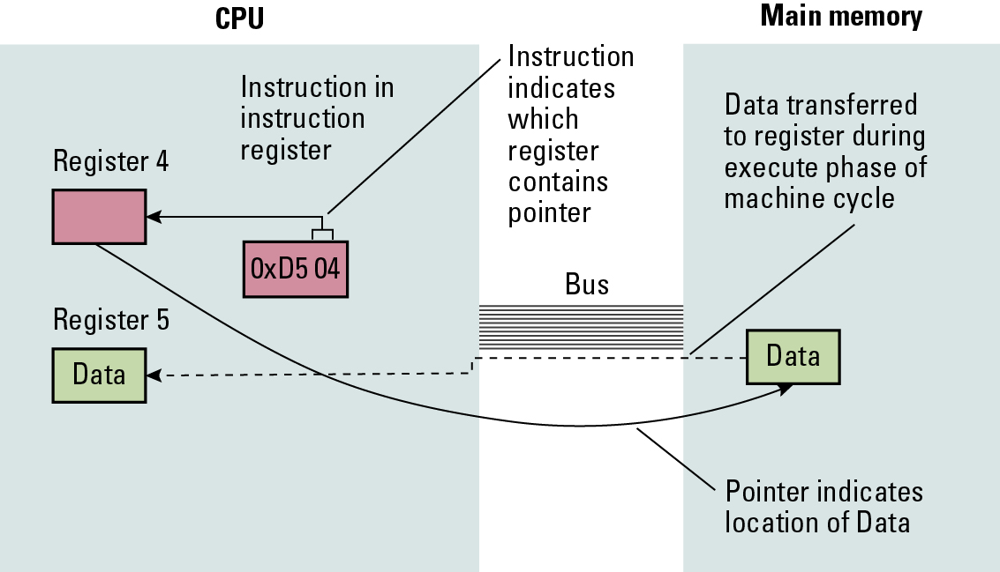 CPU
Main memory
Instruction in
instruction
register
Instruction
indicates
which
register
contains
pointer
Data transferred
to register during
execute phase of
machine cycle
Register 4
0xD5 04
Bus
Register 5
Data
Data
Pointer indicates
location of Data